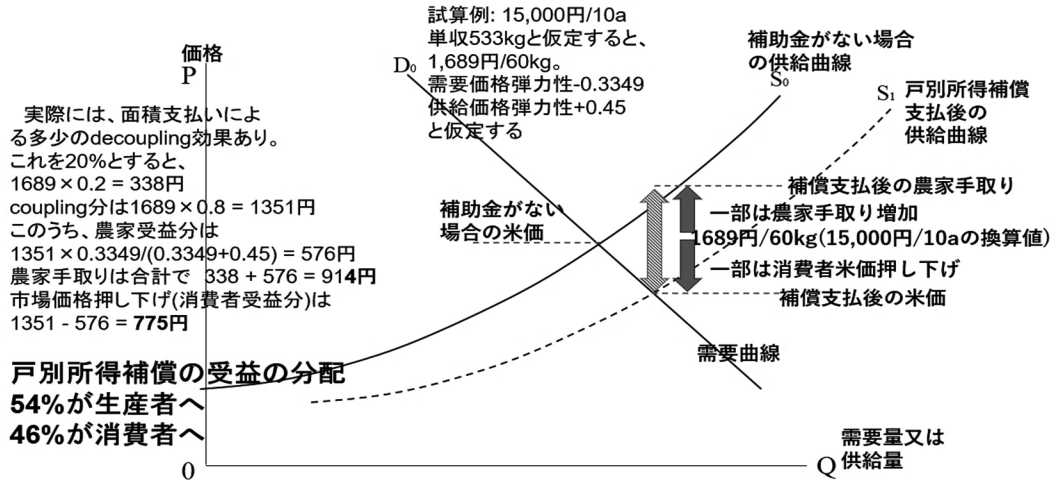 試算例: 15,000円/10a
単収533kgと仮定すると、
1,689円/60kg。
需要価格弾力性-0.3349
供給価格弾力性+0.45
と仮定する
価格
P
D₀
補助金がない場合
の供給曲線
S₀
S₁
戸別所得補償
支払後の
供給曲線
実際には、面積支払いによ
る多少のdecoupling効果あり。
これを20%とすると、
1689×0.2 = 338円
coupling分は1689×0.8 = 1351円
このうち、農家受益分は
1351×0.3349/(0.3349+0.45) = 576円
農家手取りは合計で 338 + 576 = 914円
市場価格押し下げ(消費者受益分)は
1351 - 576 = 775円
補助金がない
場合の米価
補償支払後の農家手取り
一部は農家手取り増加
1689円/60kg(15,000円/10aの換算値)
一部は消費者米価押し下げ
補償支払後の米価
需要曲線
戸別所得補償の受益の分配
54%が生産者へ
46%が消費者へ
0
Q
需要量又は
供給量